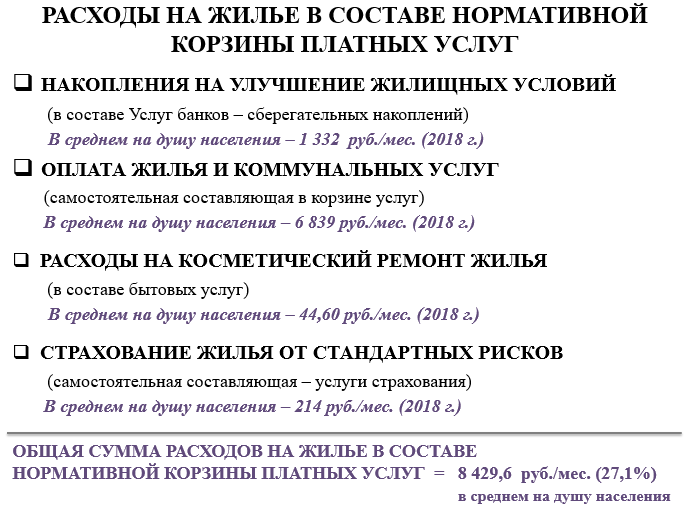 РАСХОДЫ НА ЖИЛЬЕ В СОСТАВЕ НОРМАТИВНОЙ
КОРЗИНЫ ПЛАТНЫХ УСЛУГ
❑ НАКОПЛЕНИЯ НА УЛУЧШЕНИЕ ЖИЛИЩНЫХ УСЛОВИЙ
(в составе Услуг банков – сберегательных накоплений)
В среднем на душу населения – 1 332 руб./мес. (2018 г.)
❑ ОПЛАТА ЖИЛЬЯ И КОММУНАЛЬНЫХ УСЛУГ
(самостоятельная составляющая в корзине услуг)
В среднем на душу населения – 6 839 руб./мес. (2018 г.)
❑ РАСХОДЫ НА КОСМЕТИЧЕСКИЙ РЕМОНТ ЖИЛЬЯ
(в составе бытовых услуг)
В среднем на душу населения – 44,60 руб./мес. (2018 г.)
❑ СТРАХОВАНИЕ ЖИЛЬЯ ОТ СТАНДАРТНЫХ РИСКОВ
(самостоятельная составляющая – услуги страхования)
В среднем на душу населения – 214 руб./мес. (2018 г.)
ОБЩАЯ СУММА РАСХОДОВ НА ЖИЛЬЕ В СОСТАВЕ
НОРМАТИВНОЙ КОРЗИНЫ ПЛАТНЫХ УСЛУГ = 8 429,6 руб./мес. (27,1%)
в среднем на душу населения